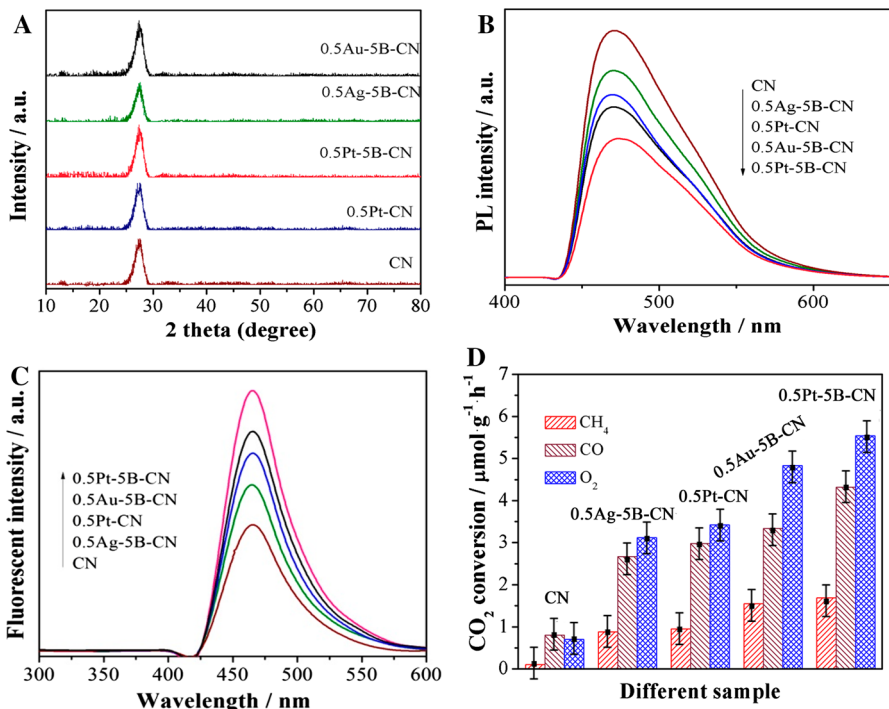 A
0.5Au-5B-CN
0.5Ag-5B-CN
0.5Pt-5B-CN
0.5Pt-CN
CN
Intensity / a.u.
10 20 30 40 50 60 70 80
2 theta (degree)
B
CN
0.5Ag-5B-CN
0.5Pt-CN
0.5Au-5B-CN
0.5Pt-5B-CN
PL intensity / a.u.
400 500 600
Wavelength / nm
C
0.5Pt-5B-CN
0.5Au-5B-CN
0.5Pt-CN
0.5Ag-5B-CN
CN
Fluorescent intensity / a.u.
300 350 400 450 500 550 600
Wavelength / nm
D
7
6
5
4
3
2
1
0
CO₂ conversion / μmol·g⁻¹·h⁻¹
CH₄
CO
O₂
CN
0.5Ag-5B-CN
0.5Pt-CN
0.5Au-5B-CN
0.5Pt-5B-CN
Different sample